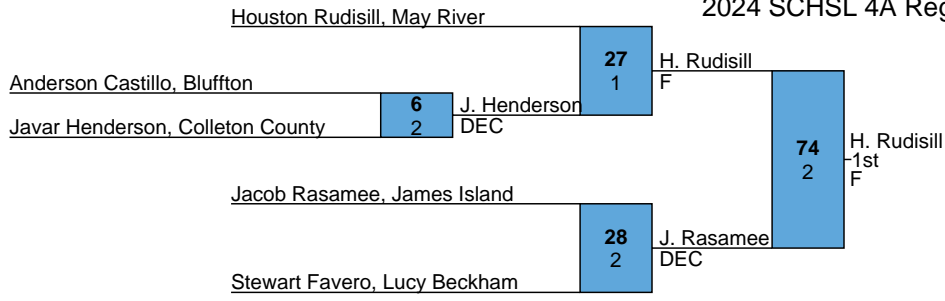 2024 SCHSL 4A Reg
Houston Rudisill, May River
27
1
H. Rudisill
F
Anderson Castillo, Bluffton
6
2
J. Henderson
DEC
Javar Henderson, Colleton County
74
2
H. Rudisill
1st
F
Jacob Rasamee, James Island
28
2
J. Rasamee
DEC
Stewart Favero, Lucy Beckham